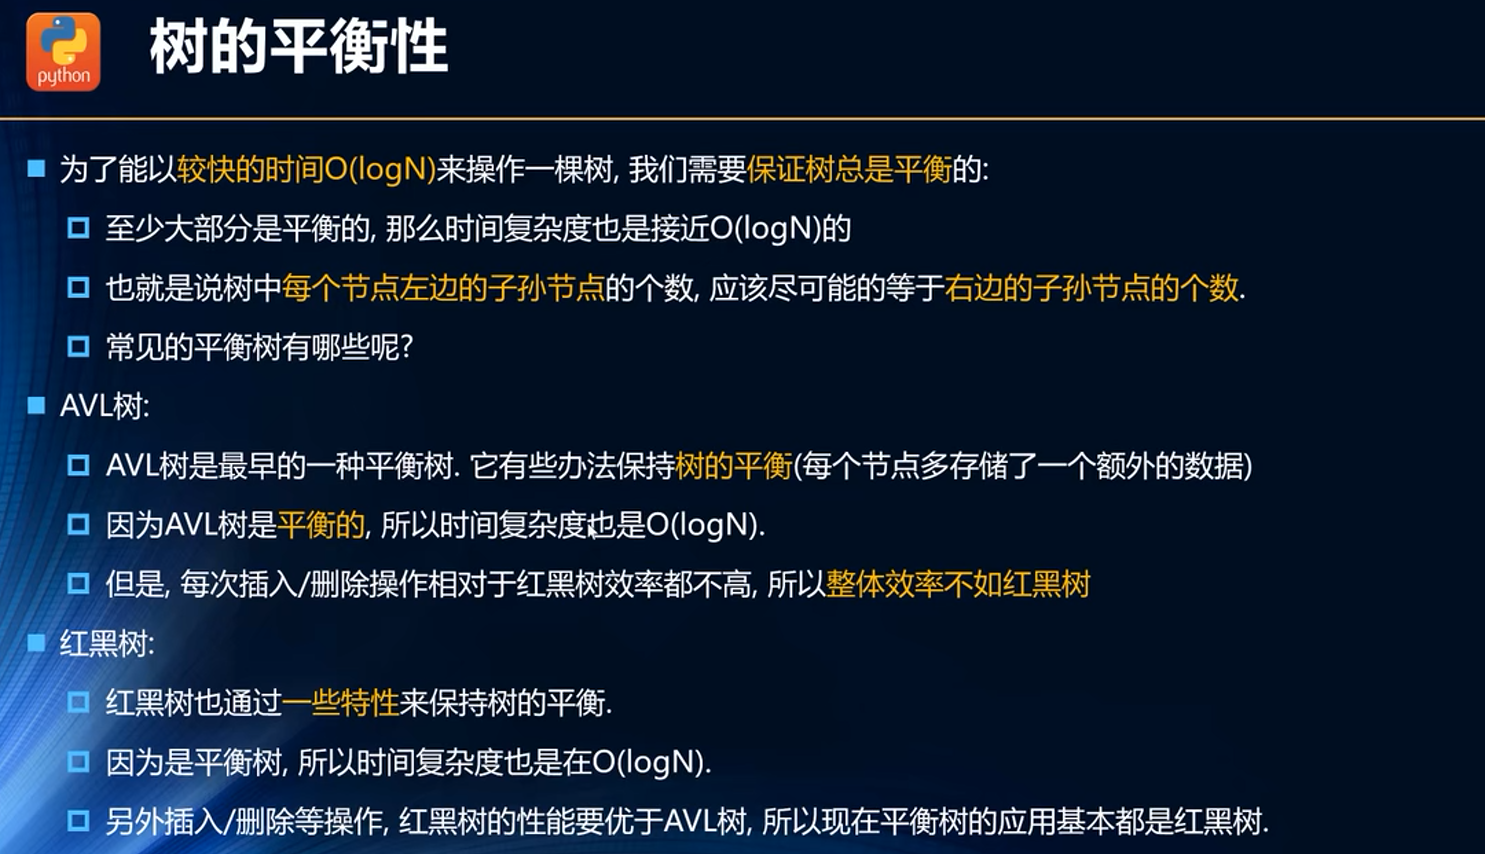 python
树的平衡性
为了能以较快的时间O(logN)来操作一棵树, 我们需要保证树总是平衡的:
至少大部分是平衡的, 那么时间复杂度也是接近O(logN)的
也就是说树中每个节点左边的子孙节点的个数, 应该尽可能的等于右边的子孙节点的个数.
常见的平衡树有哪些呢?
AVL树:
AVL树是最早的一种平衡树. 它有些办法保持树的平衡(每个节点多存储了一个额外的数据)
因为AVL树是平衡的, 所以时间复杂度也是O(logN).
但是, 每次插入/删除操作相对于红黑树效率都不高, 所以整体效率不如红黑树
红黑树:
红黑树也通过一些特性来保持树的平衡.
因为是平衡树, 所以时间复杂度也是在O(logN).
另外插入/删除等操作, 红黑树的性能要优于AVL树, 所以现在平衡树的应用基本都是红黑树.